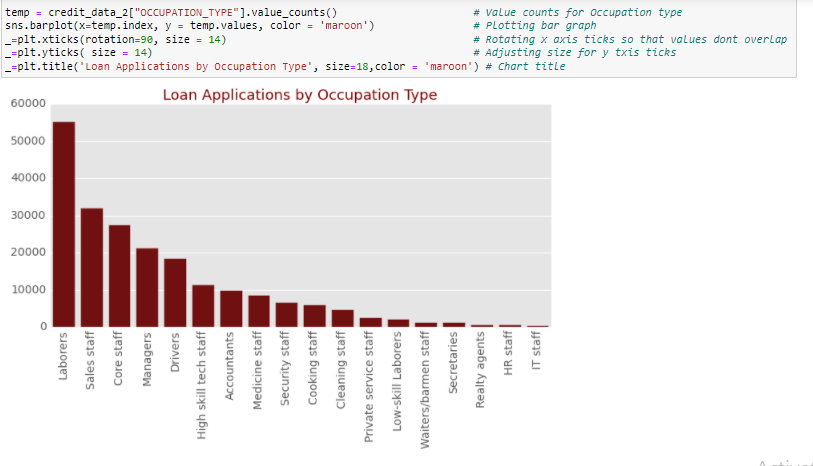 temp = credit_data_2["OCCUPATION_TYPE"].value_counts() # Value counts for Occupation type
sns.barplot(x=temp.index, y = temp.values, color = 'maroon') # Plotting bar graph
_=plt.xticks(rotation=90, size = 14) # Rotating x axis ticks so that values dont overlap
_=plt.yticks( size = 14) # Adjusting size for y txis ticks
_=plt.title('Loan Applications by Occupation Type', size=18,color = 'maroon') # Chart title
Loan Applications by Occupation Type
60000
50000
40000
30000
20000
10000
0
Laborers
Sales staff
Core staff
Managers
Drivers
High skill tech staff
Accountants
Medicine staff
Security staff
Cooking staff
Cleaning staff
Private service staff
Low-skill Laborers
Waiters/barmen staff
Secretaries
Realty agents
HR staff
IT staff